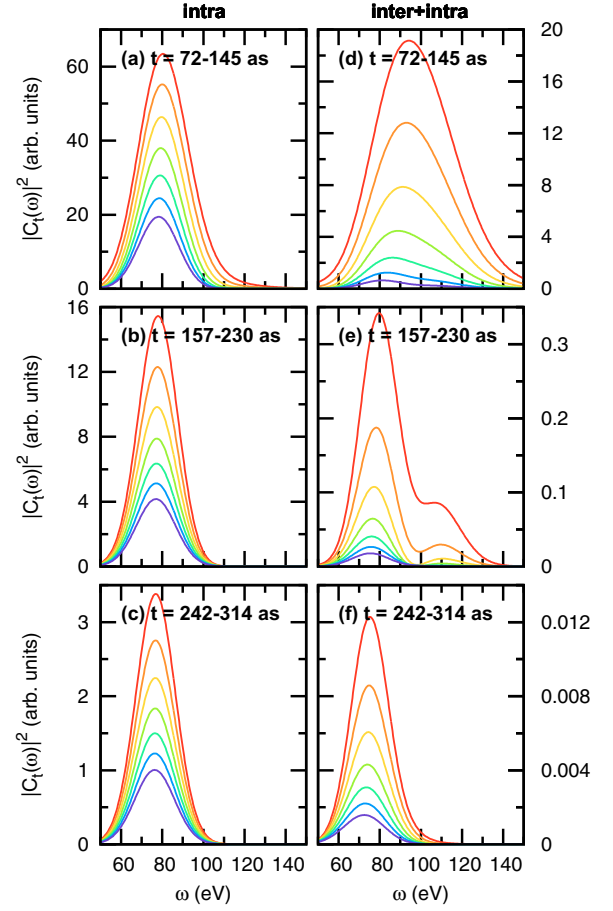 intra inter+intra
(a) t = 72-145 as
(d) t = 72-145 as
60
40
20
0
20
16
12
8
4
0
|Cₜ(ω)|² (arb. units)
(b) t = 157-230 as
(e) t = 157-230 as
16
12
8
4
0
0.3
0.2
0.1
0
|Cₜ(ω)|² (arb. units)
(c) t = 242-314 as
(f) t = 242-314 as
3
2
1
0
0.012
0.008
0.004
0
|Cₜ(ω)|² (arb. units)
60 80 100 120 140
60 80 100 120 140
ω (eV)
ω (eV)